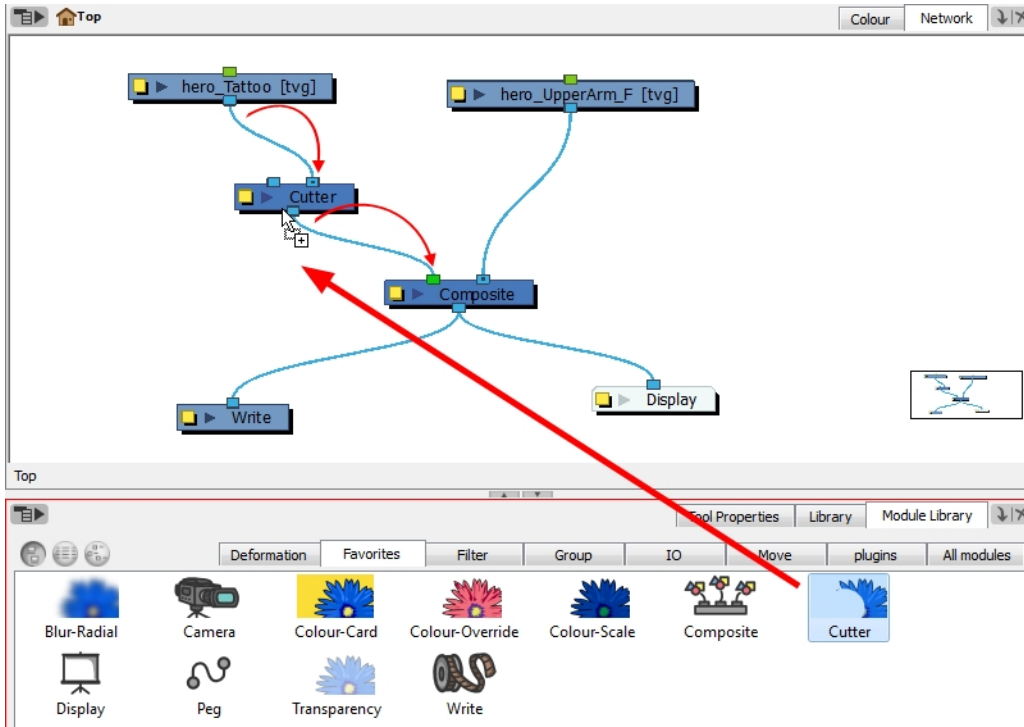 Top
Colour
Network
hero_Tattoo [tvg]
hero_UpperArm_F [tvg]
Cutter
Composite
Write
Display
Top
Tool Properties
Library
Module Library
Deformation
Favorites
Filter
Group
IO
Move
plugins
All modules
Blur-Radial
Camera
Colour-Card
Colour-Override
Colour-Scale
Composite
Cutter
Display
Peg
Transparency
Write